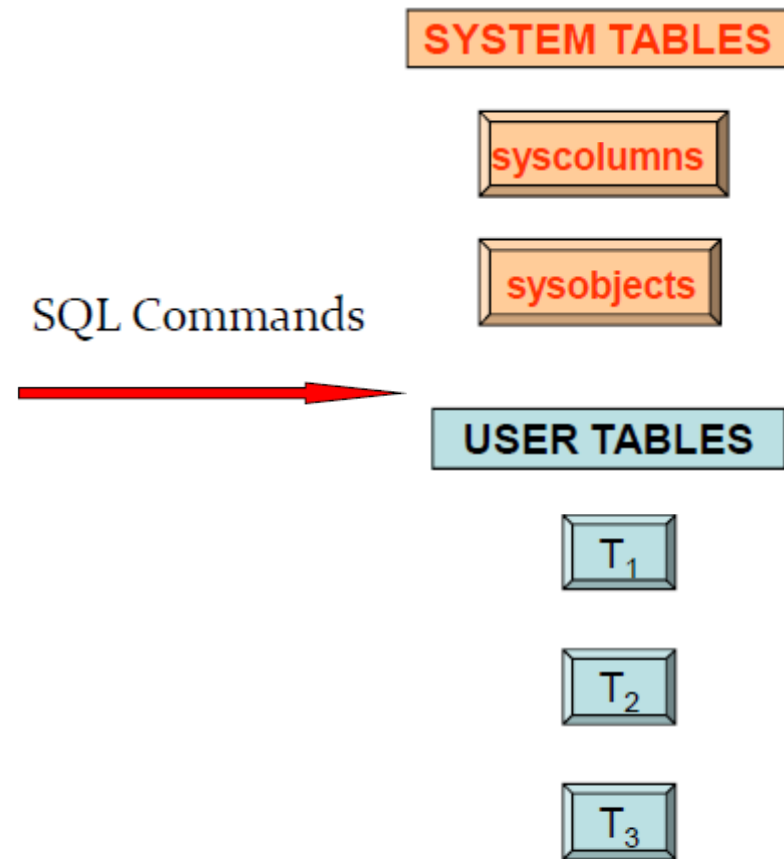 SYSTEM TABLES
syscolumns
sysobjects
SQL Commands
USER TABLES
T₁
T₂
T₃